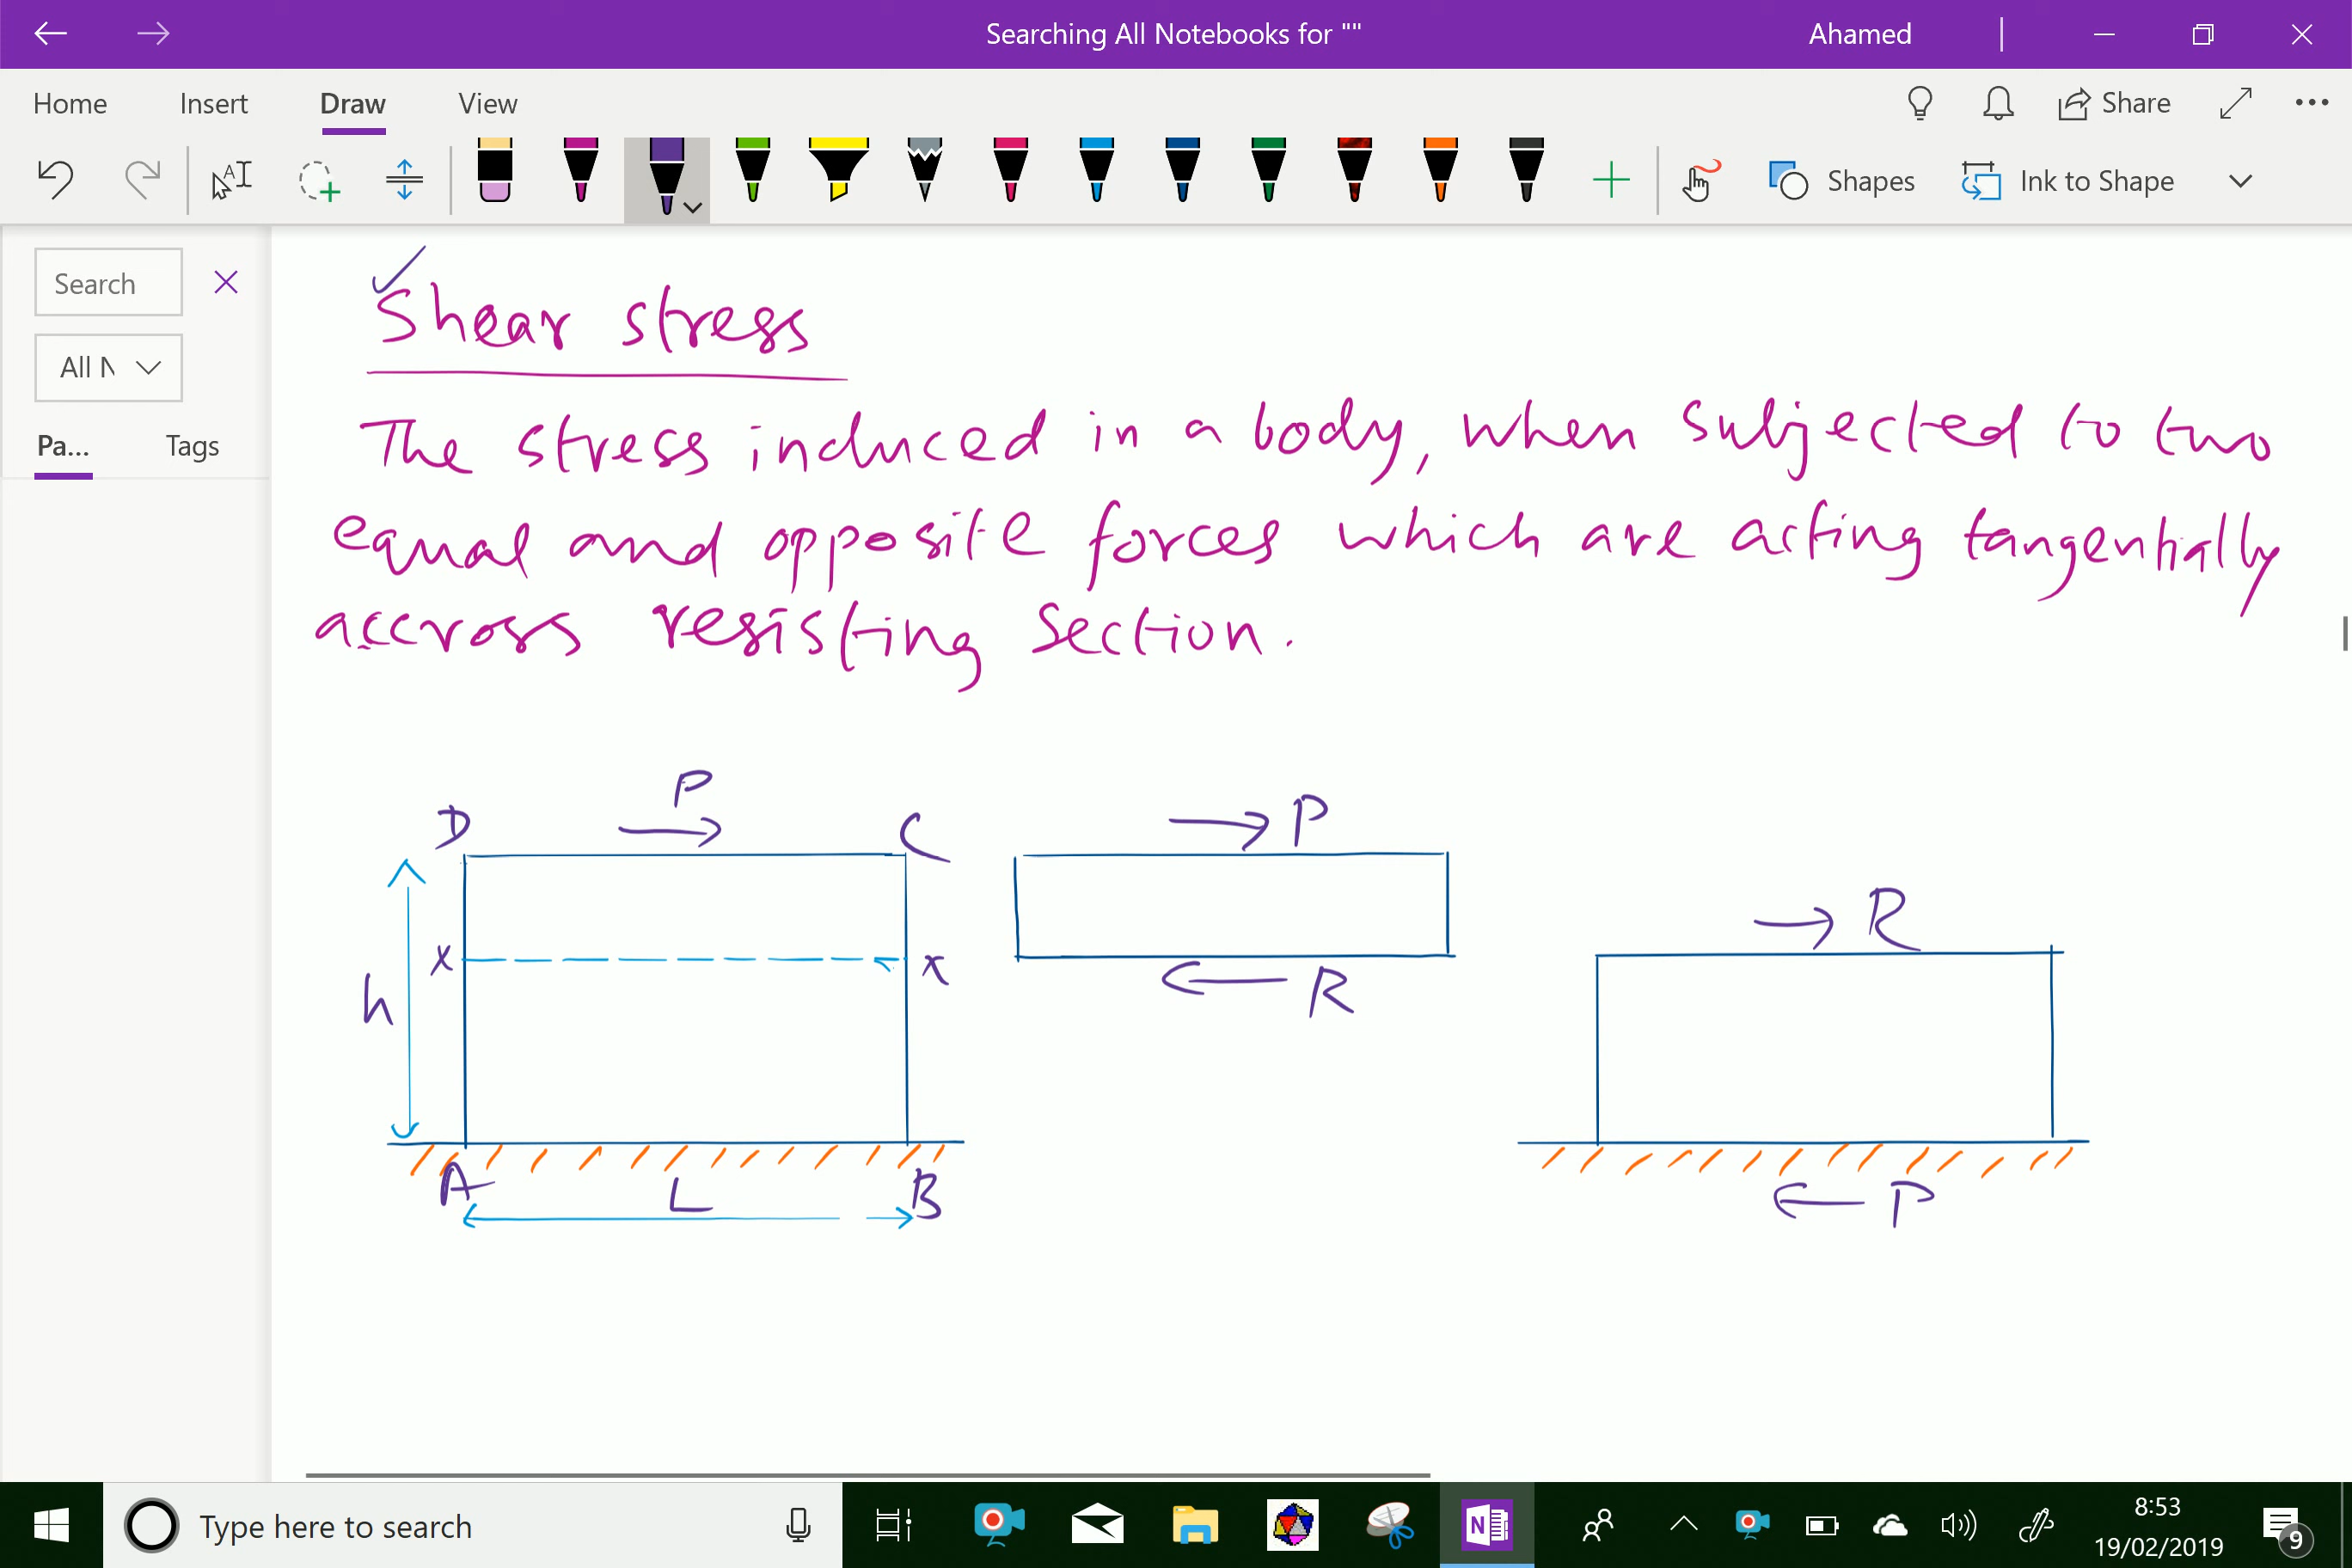 Searching All Notebooks for ""
Ahamed
Home Insert Draw View
Share
Shapes
Ink to Shape
Search
All N
Pa... Tags
Shear stress
The stress induced in a body, when subjected to two
equal and opposite forces which are acting tangentially
accross resisting section.
P
D C
h
X X
A L B
P
R
R
P
Type here to search
N
8:53
19/02/2019
9